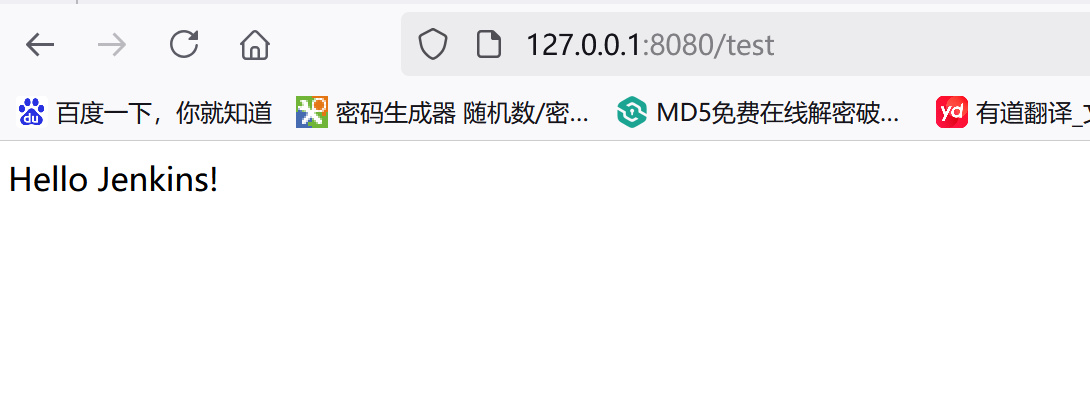 127.0.0.1:8080/test
du 百度一下，你就知道 密码生成器 随机数/密... MD5免费在线解密破... yd 有道翻译_
Hello Jenkins!